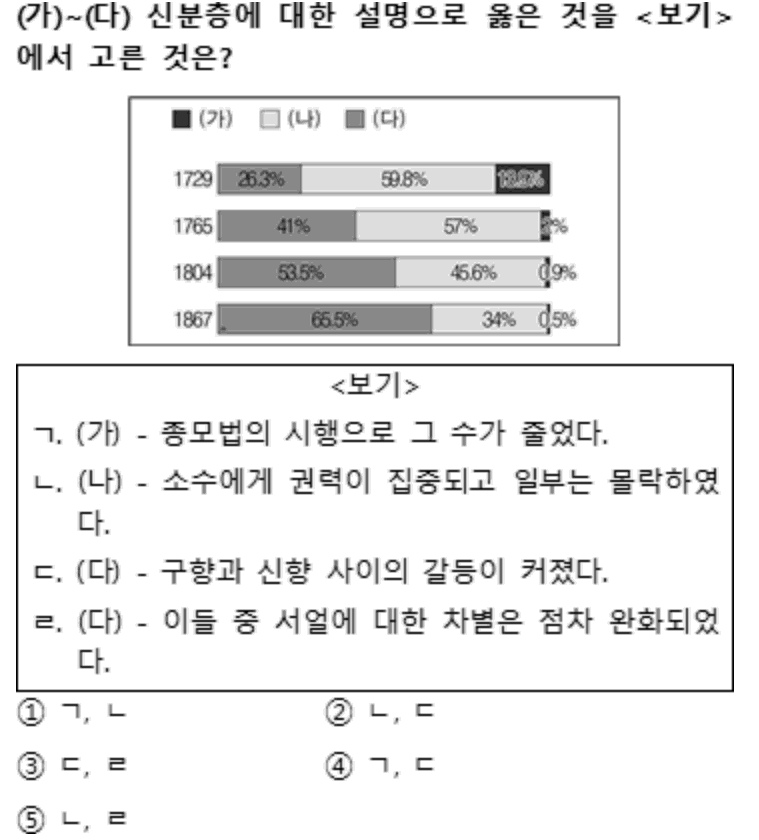 (가)~(다) 신분층에 대한 설명으로 옳은 것을 <보기>
에서 고른 것은?
(가) (나) (다)
1729 26.3% 59.8% 13.9%
1765 41% 57% 2%
1804 53.5% 45.6% 0.9%
1867 65.5% 34% 0.5%
<보기>
ㄱ. (가) - 종모법의 시행으로 그 수가 줄었다.
ㄴ. (나) - 소수에게 권력이 집중되고 일부는 몰락하였
다.
ㄷ. (다) - 구향과 신향 사이의 갈등이 커졌다.
ㄹ. (다) - 이들 중 서얼에 대한 차별은 점차 완화되었
다.
① ㄱ, ㄴ ② ㄴ, ㄷ
③ ㄷ, ㄹ ④ ㄱ, ㄷ
⑤ ㄴ, ㄹ